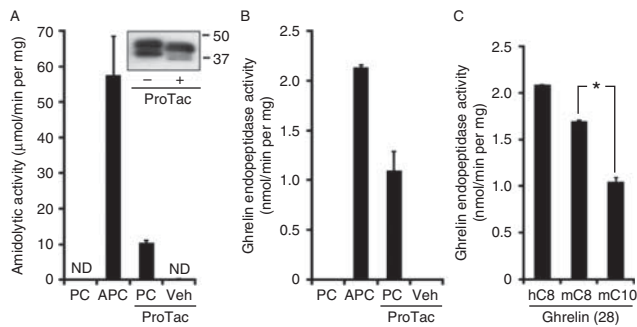 A
Amidolytic activity (μmol/min per mg)
70
60
50
40
30
20
10
0
ND
ND
PC APC PC Veh
ProTac
50
37
– +
ProTac
B
Ghrelin endopeptidase activity
(nmol/min per mg)
2.5
2.0
1.5
1.0
0.5
0
PC APC PC Veh
ProTac
C
Ghrelin endopeptidase activity
(nmol/min per mg)
2.5
2.0
1.5
1.0
0.5
0
*
hC8 mC8 mC10
Ghrelin (28)